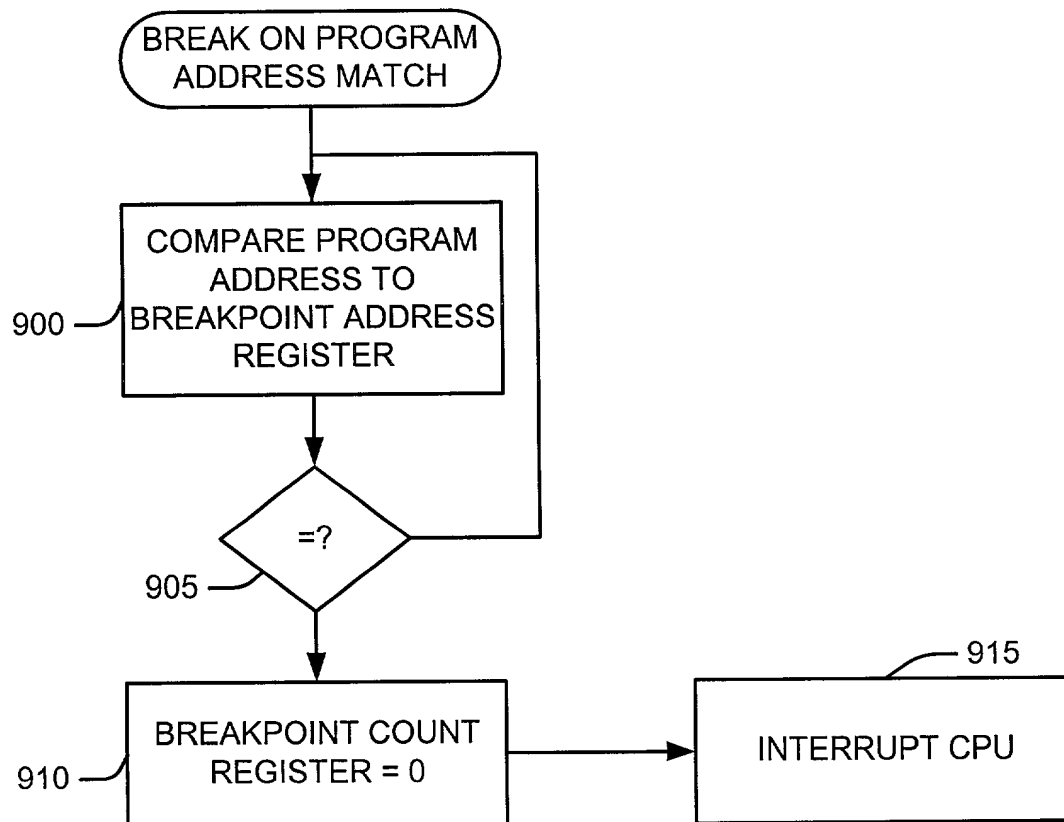 BREAK ON PROGRAM
ADDRESS MATCH
COMPARE PROGRAM
ADDRESS TO
BREAKPOINT ADDRESS
REGISTER
900
=?
905
915
BREAKPOINT COUNT
REGISTER = 0
910
INTERRUPT CPU